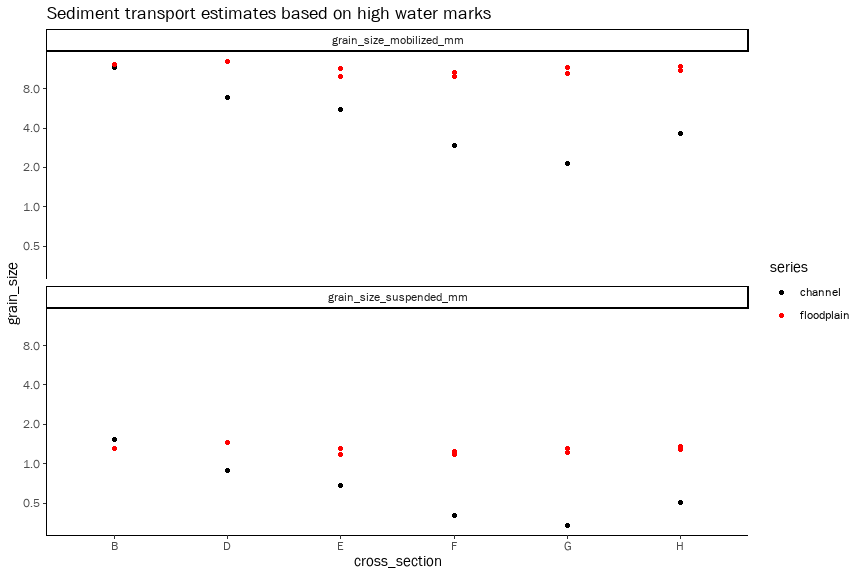 Sediment transport estimates based on high water marks
grain_size_mobilized_mm
8.0
4.0
2.0
1.0
0.5
grain_size
grain_size_suspended_mm
8.0
4.0
2.0
1.0
0.5
B D E F G H
cross_section
series
channel
floodplain